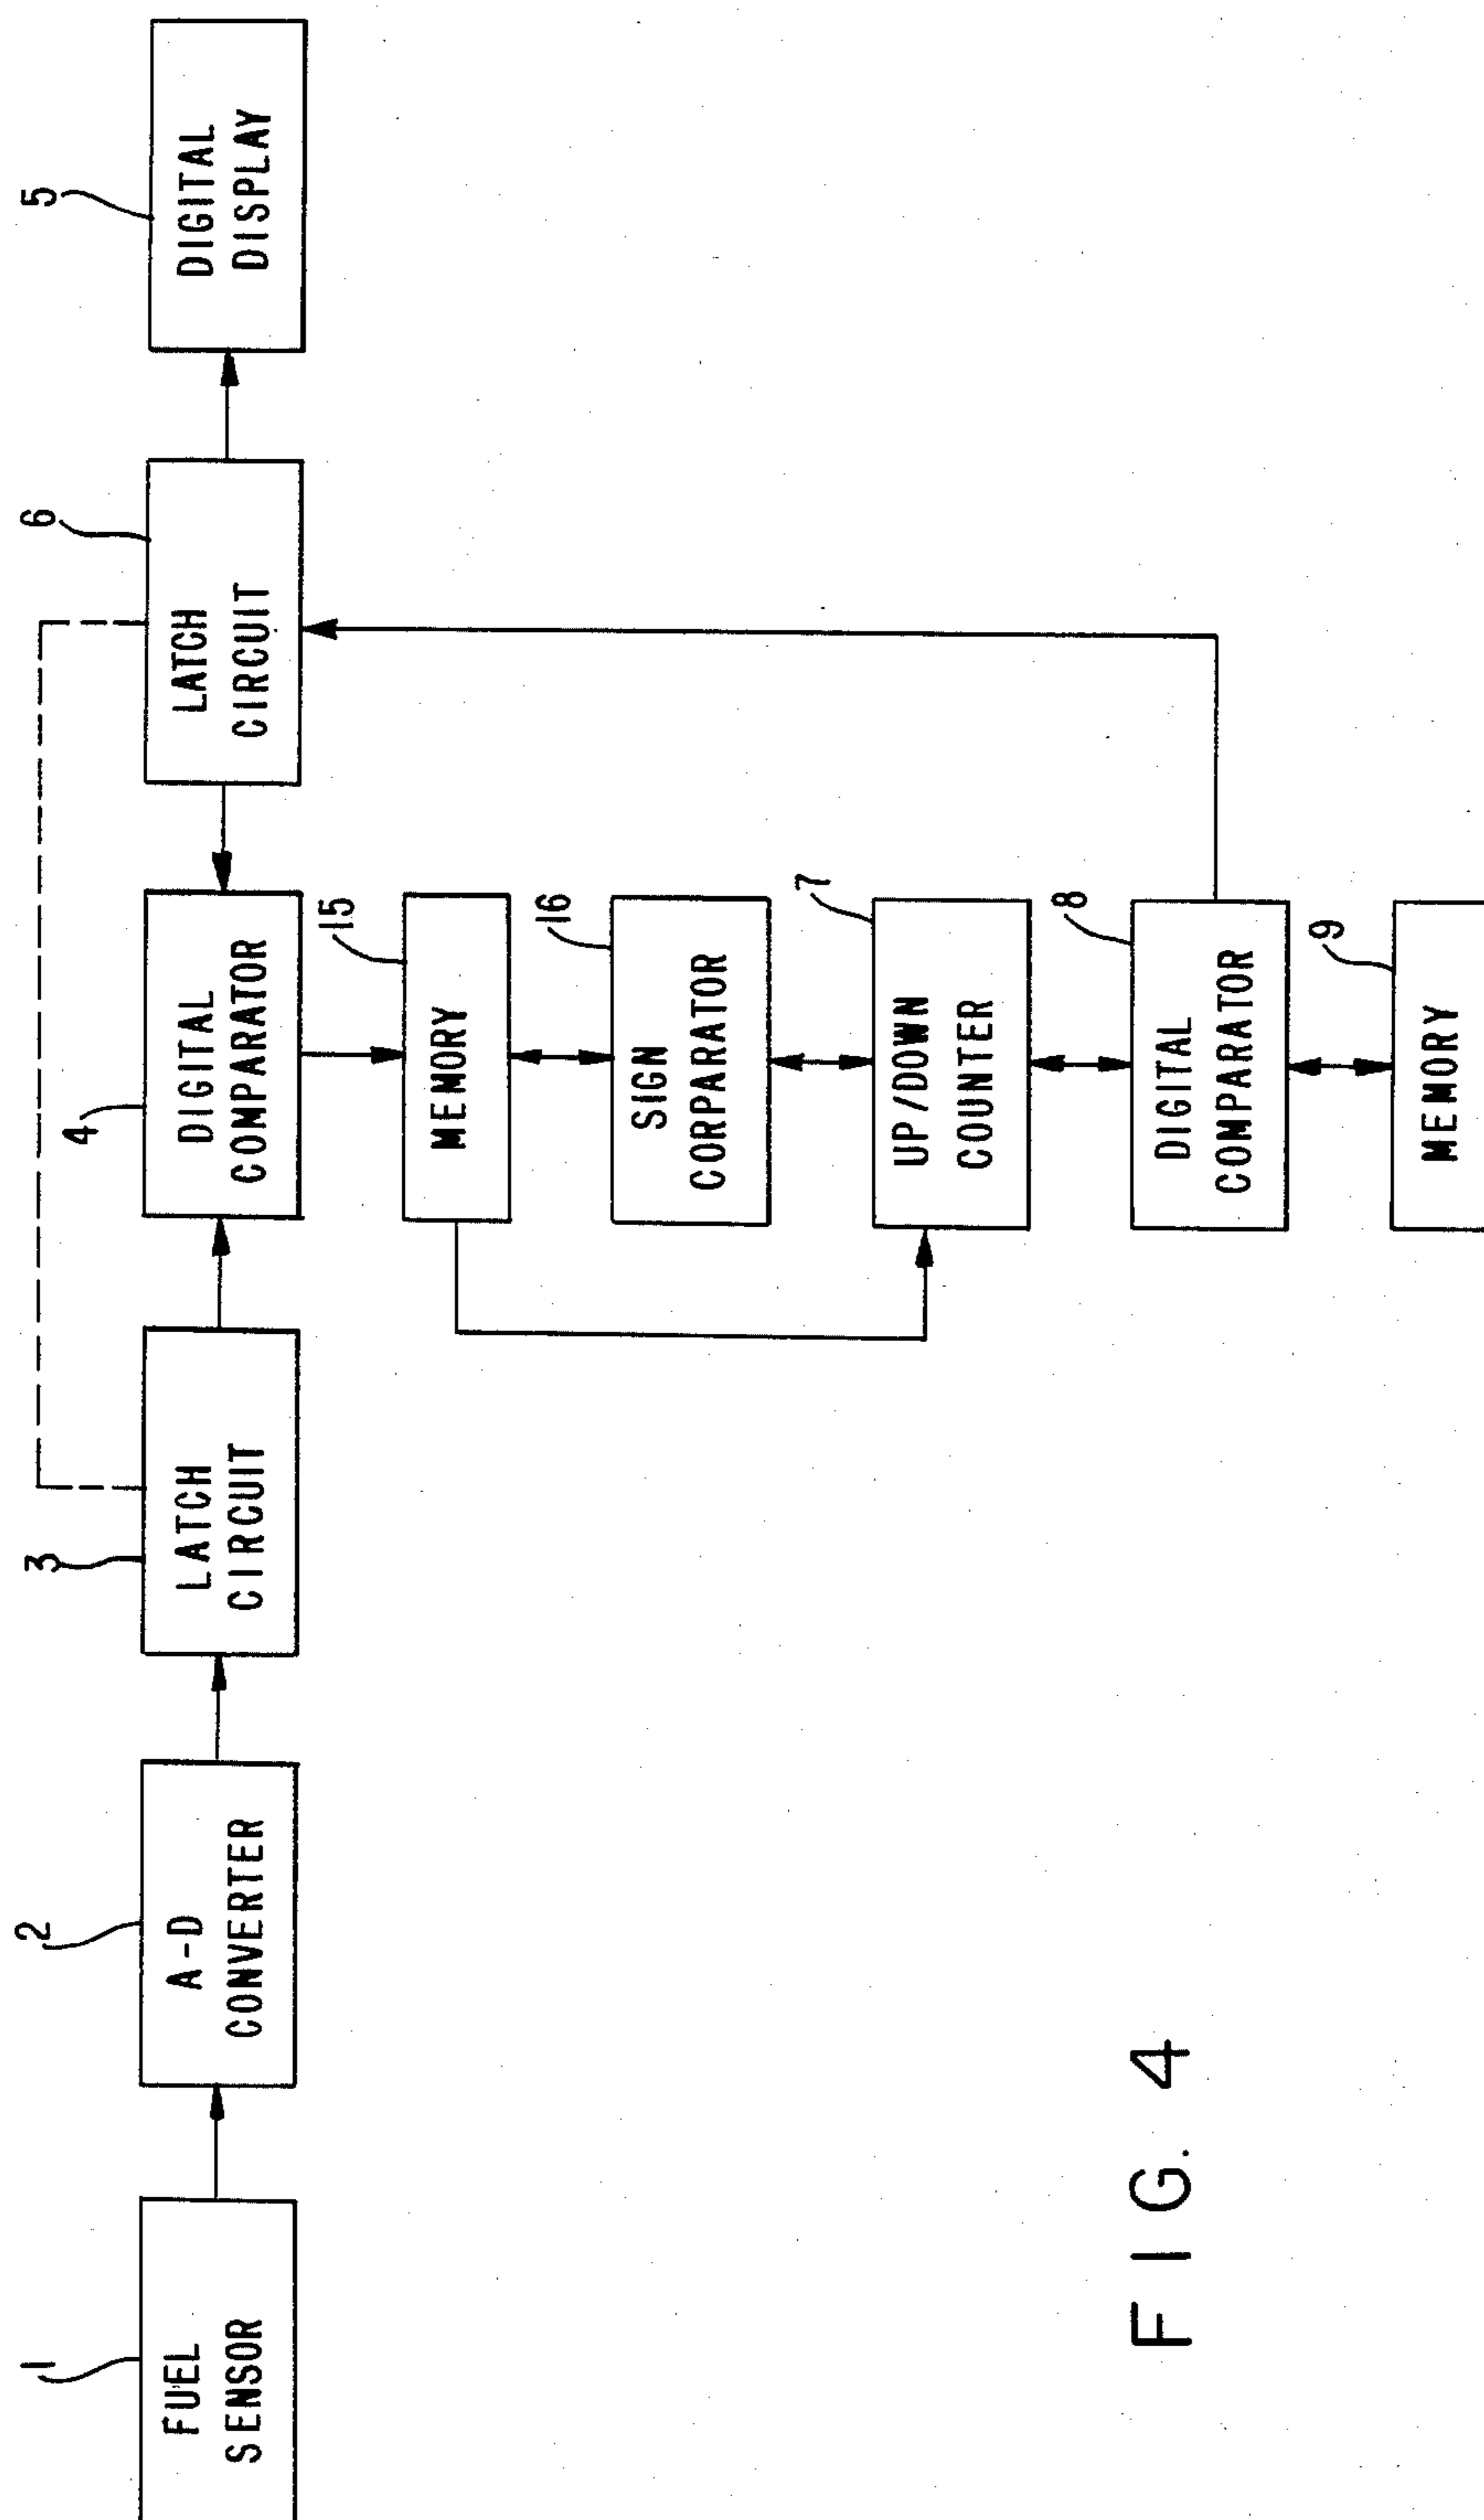 1
FUEL
SENSOR
2
A-D
CONVERTER
3
LATCH
CIRCUIT
4
DIGITAL
COMPARATOR
6
LATCH
CIRCUIT
5
DIGITAL
DISPLAY
15
MEMORY
16
SIGN
CORPARATOR
7
UP/DOWN
COUNTER
8
DIGITAL
COMPARATOR
9
MEMORY
FIG. 4